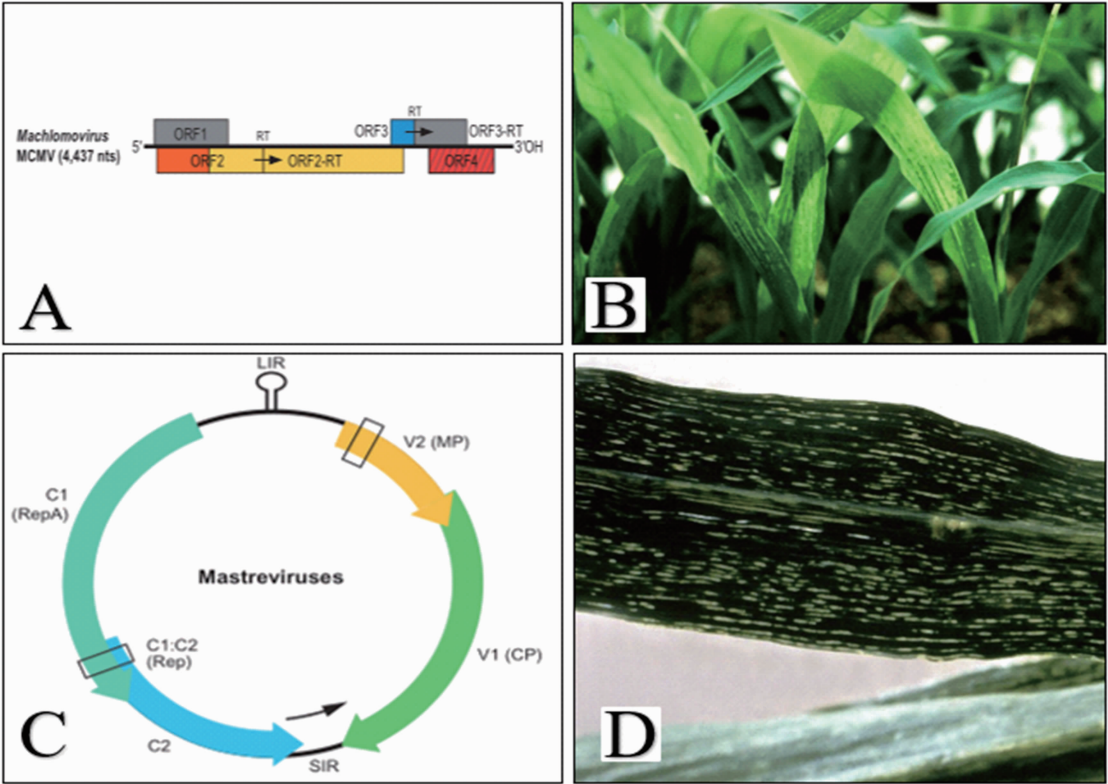 Machlomovirus
MCMV (4,437 nts)
5'
ORF1
ORF2
RT
ORF2-RT
ORF3
RT
ORF3-RT
ORF4
3'OH
A
B
LIR
V2 (MP)
C1
(RepA)
Mastreviruses
C1:C2
(Rep)
V1 (CP)
C2
SIR
C
D